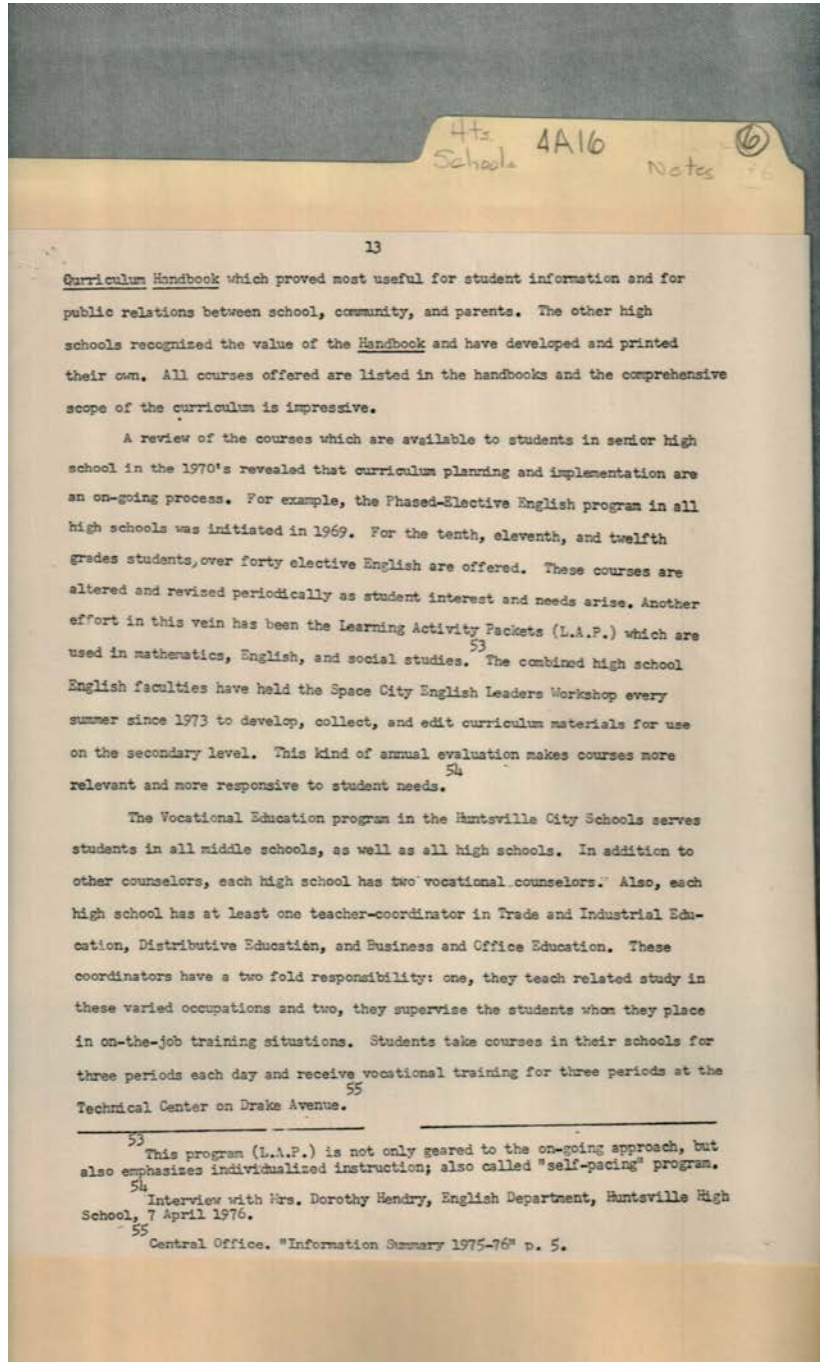 Hts
Schools
4A16
Notes
6
13
Curriculum Handbook which proved most useful for student information and for
public relations between school, community, and parents. The other high
schools recognized the value of the Handbook and have developed and printed
their own. All courses offered are listed in the handbooks and the comprehensive
scope of the curriculum is impressive.
A review of the courses which are available to students in senior high
school in the 1970's revealed that curriculum planning and implementation are
an on-going process. For example, the Phased-Elective English program in all
high schools was initiated in 1969. For the tenth, eleventh, and twelfth
grades students, over forty elective English are offered. These courses are
altered and revised periodically as student interest and needs arise. Another
effort in this vein has been the Learning Activity Packets (L.A.P.) which are
used in mathematics, English, and social studies.53 The combined high school
English faculties have held the Space City English Leaders Workshop every
summer since 1973 to develop, collect, and edit curriculum materials for use
on the secondary level. This kind of annual evaluation makes courses more
relevant and more responsive to student needs.54
The Vocational Education program in the Huntsville City Schools serves
students in all middle schools, as well as all high schools. In addition to
other counselors, each high school has two vocational counselors. Also, each
high school has at least one teacher-coordinator in Trade and Industrial Edu-
cation, Distributive Education, and Business and Office Education. These
coordinators have a two fold responsibility: one, they teach related study in
these varied occupations and two, they supervise the students whom they place
in on-the-job training situations. Students take courses in their schools for
three periods each day and receive vocational training for three periods at the
Technical Center on Drake Avenue.55
53
This program (L.A.P.) is not only geared to the on-going approach, but
also emphasizes individualized instruction; also called "self-pacing" program.
54
Interview with Mrs. Dorothy Hendry, English Department, Huntsville High
School, 7 April 1976.
55
Central Office. "Information Summary 1975-76" p. 5.